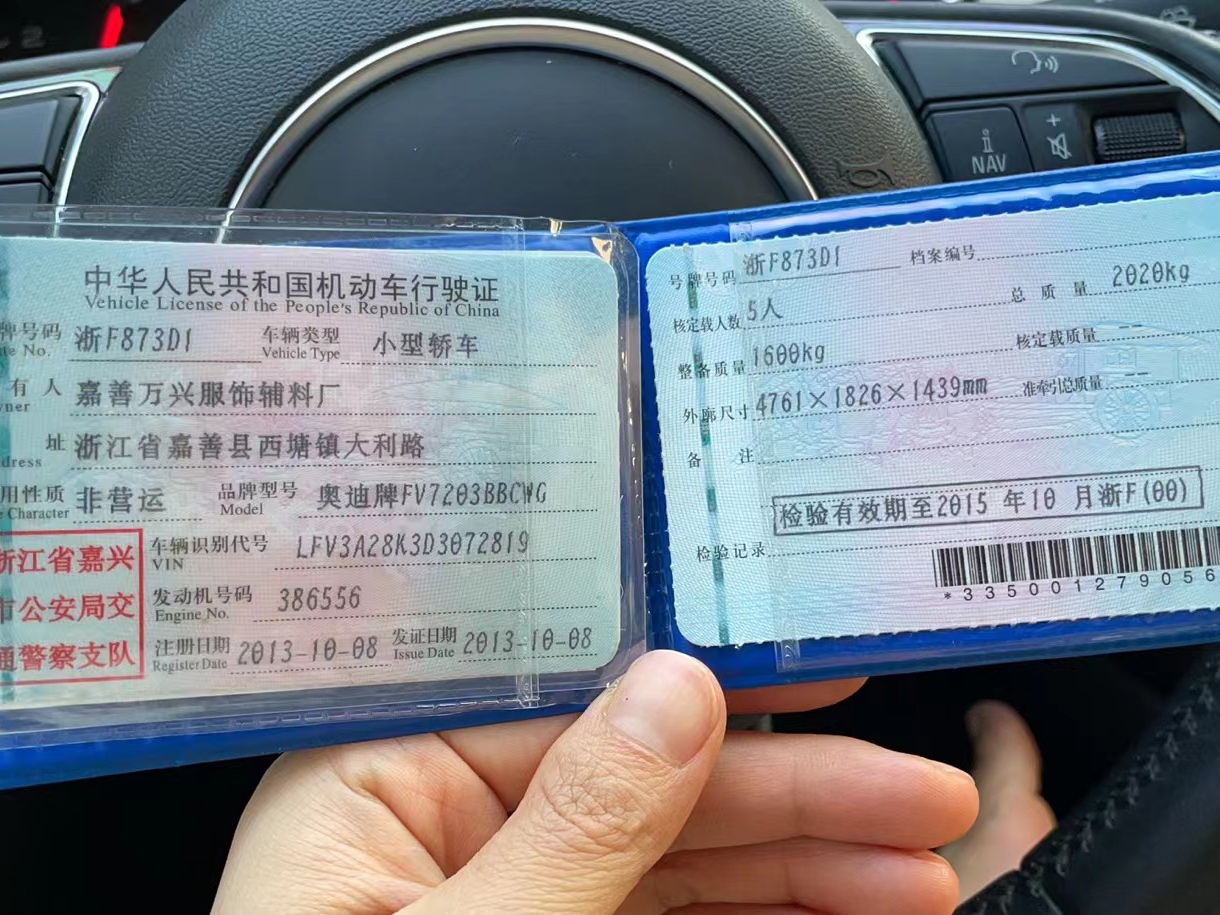 NAV
中华人民共和国机动车行驶证
Vehicle License of the People's Republic of China
牌号码 浙F873D1 车辆类型 小型轿车
No. Vehicle Type
有人 嘉善万兴服饰辅料厂
址 浙江省嘉善县西塘镇大利路
用性质 非营运 品牌型号 奥迪牌FV7203BBCWG
Character Model
浙江省嘉兴
市公安局交
通警察支队
车辆识别代号 LFV3A28K3D3072819
VIN
发动机号码 386556
Engine No.
注册日期 2013-10-08 发证日期 2013-10-08
Register Date Issue Date
号牌号码 浙F873D1 档案编号
核定载人数 5人 总质量 2020kg
整备质量 1600kg 核定载质量 --
外廓尺寸 4761×1826×1439mm 准牵引总质量 --
备注
检验有效期至2015 年10 月浙F(00)
检验记录
*335001279056